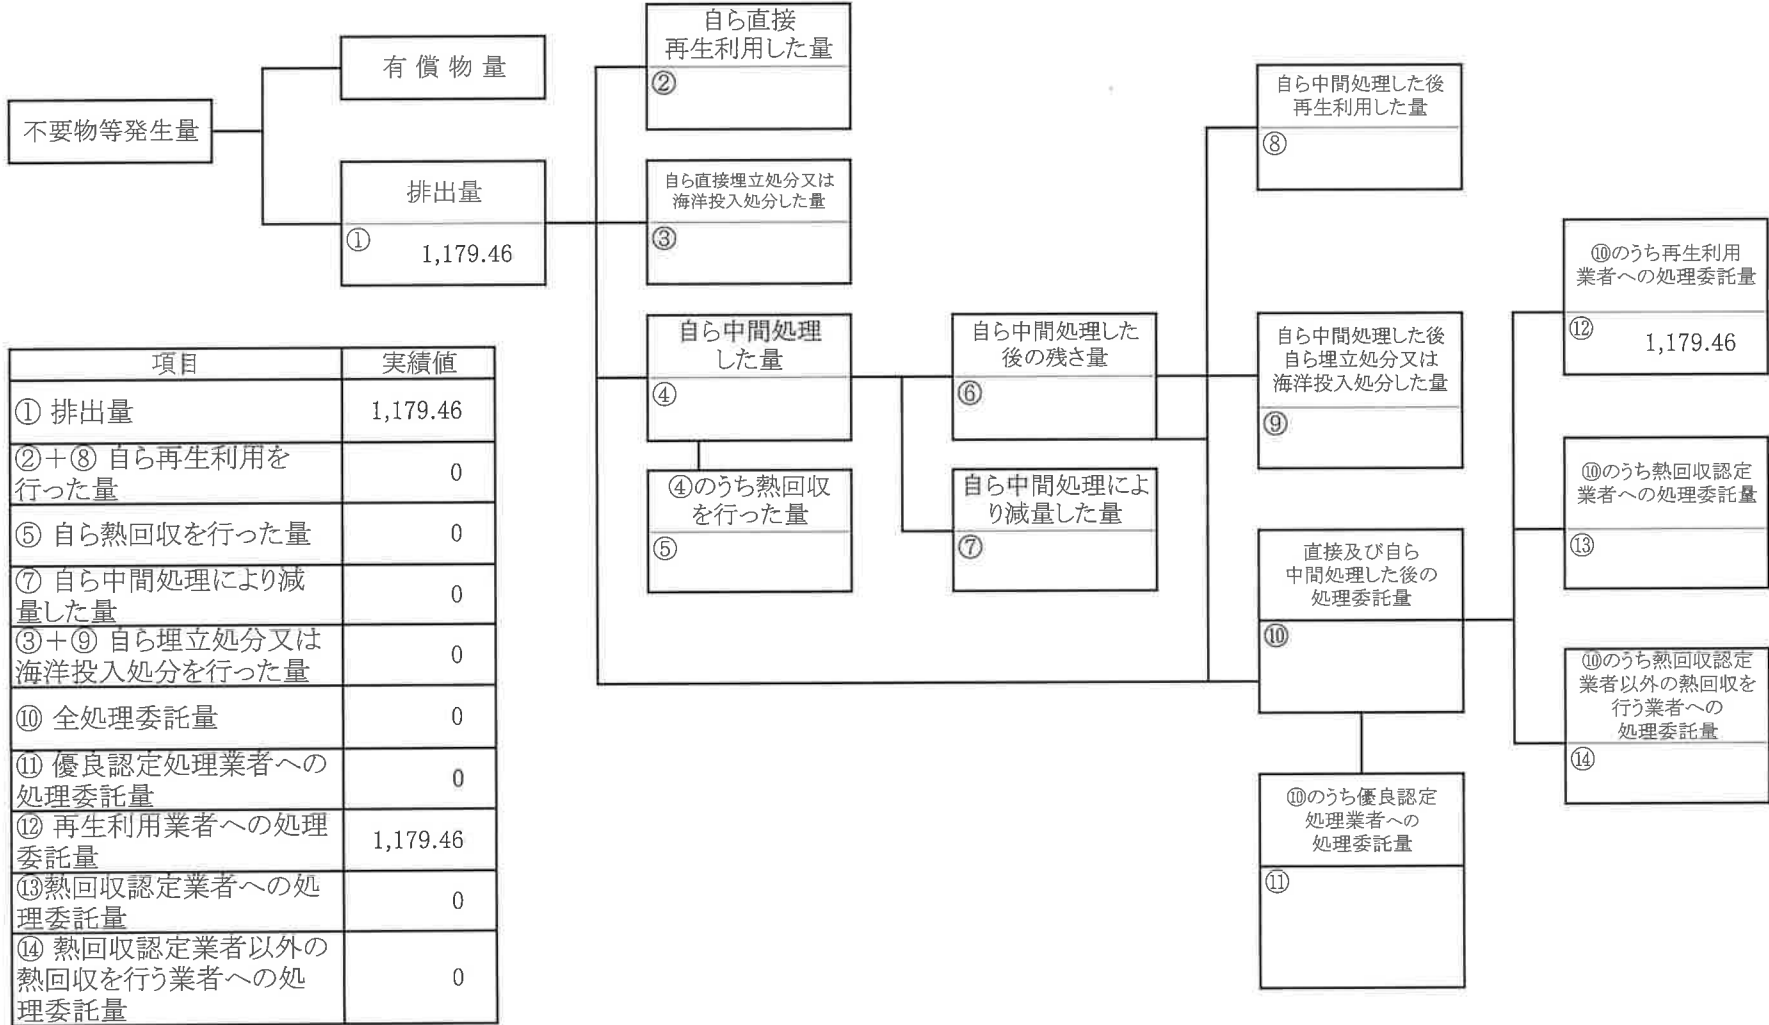 不要物等発生量
有償物量
排出量
①
1,179.46
自ら直接
再生利用した量
②
自ら直接埋立処分又は
海洋投入処分した量
③
自ら中間処理
した量
④
④のうち熱回収
を行った量
⑤
自ら中間処理した
後の残さ量
⑥
自ら中間処理によ
り減量した量
⑦
自ら中間処理した後
再生利用した量
⑧
自ら中間処理した後
自ら埋立処分又は
海洋投入処分した量
⑨
直接及び自ら
中間処理した後の
処理委託量
⑩
⑩のうち優良認定
処理業者への
処理委託量
⑪
⑩のうち再生利用
業者への処理委託量
⑫
1,179.46
⑩のうち熱回収認定
業者への処理委託量
⑬
⑩のうち熱回収認定
業者以外の熱回収を
行う業者への
処理委託量
⑭
項目 実績値
① 排出量 1,179.46
②+⑧ 自ら再生利用を
行った量 0
⑤ 自ら熱回収を行った量 0
⑦ 自ら中間処理により減
量した量 0
③+⑨ 自ら埋立処分又は
海洋投入処分を行った量 0
⑩ 全処理委託量 0
⑪ 優良認定処理業者への
処理委託量 0
⑫ 再生利用業者への処理
委託量 1,179.46
⑬熱回収認定業者への処
理委託量 0
⑭ 熱回収認定業者以外の
熱回収を行う業者への処
理委託量 0